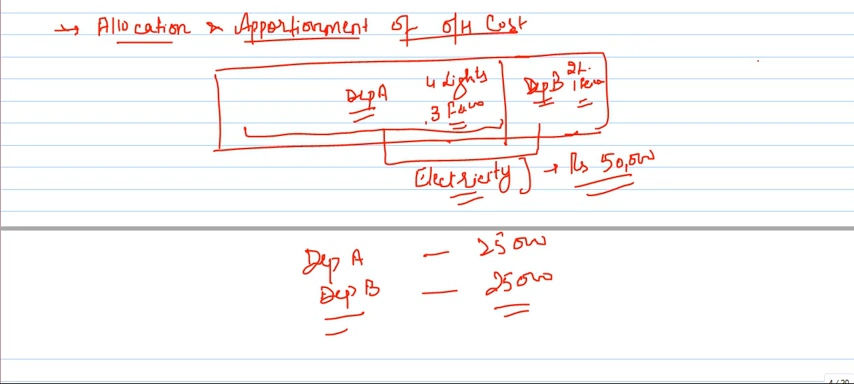 → Allocation & Apportionment of O/H Cost
Dep A 4 Lights 3 Fans
Dep B 2L. 1 Fan
Electricity] → Rs 50,000
Dep A — 25000
Dep B — 25000